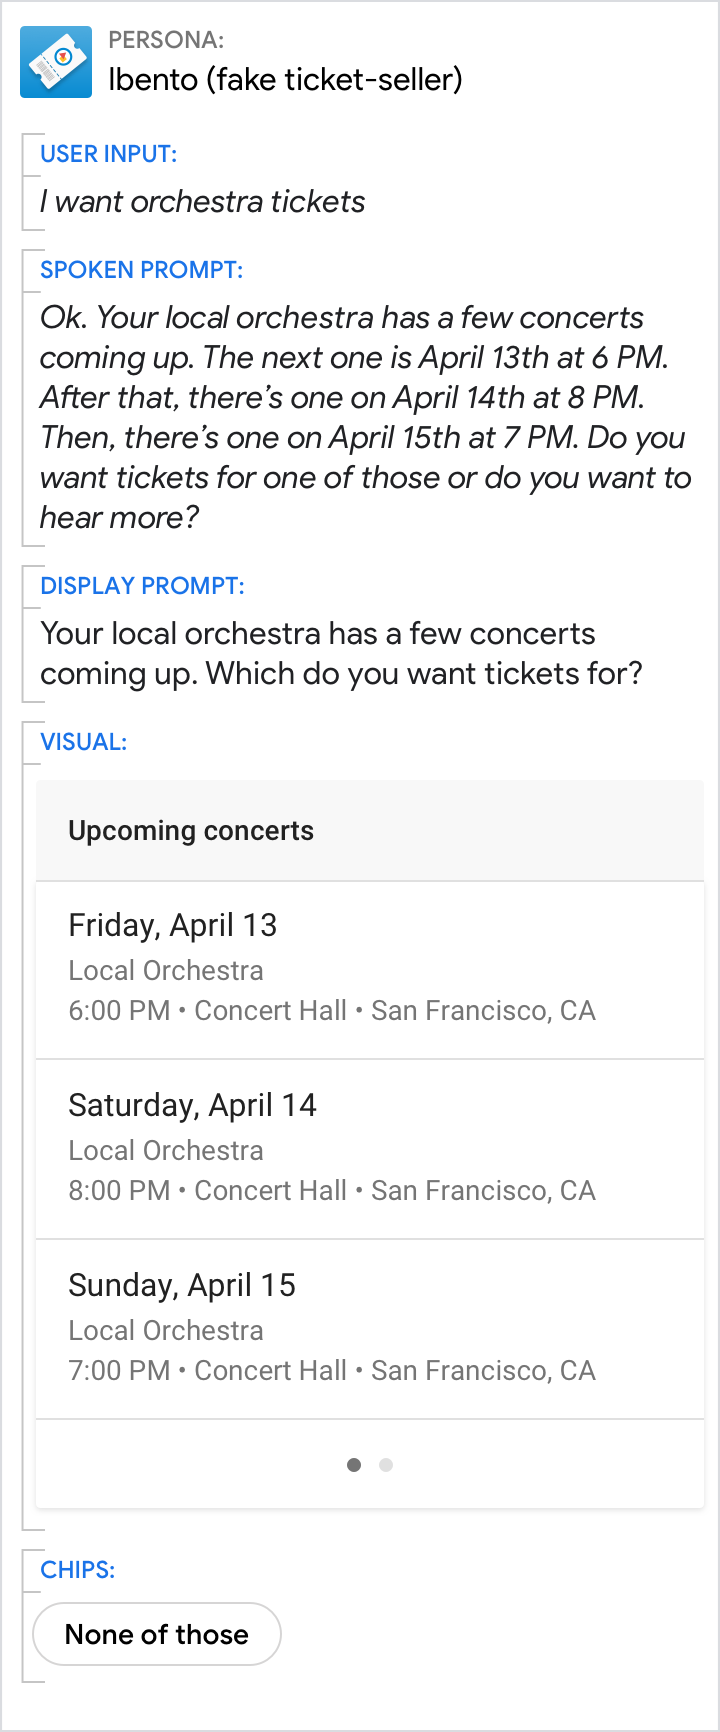 PERSONA:
Ibento (fake ticket-seller)
USER INPUT:
I want orchestra tickets
SPOKEN PROMPT:
Ok. Your local orchestra has a few concerts
coming up. The next one is April 13th at 6 PM.
After that, there’s one on April 14th at 8 PM.
Then, there’s one on April 15th at 7 PM. Do you
want tickets for one of those or do you want to
hear more?
DISPLAY PROMPT:
Your local orchestra has a few concerts
coming up. Which do you want tickets for?
VISUAL:
Upcoming concerts
Friday, April 13
Local Orchestra
6:00 PM • Concert Hall • San Francisco, CA
Saturday, April 14
Local Orchestra
8:00 PM • Concert Hall • San Francisco, CA
Sunday, April 15
Local Orchestra
7:00 PM • Concert Hall • San Francisco, CA
CHIPS:
None of those